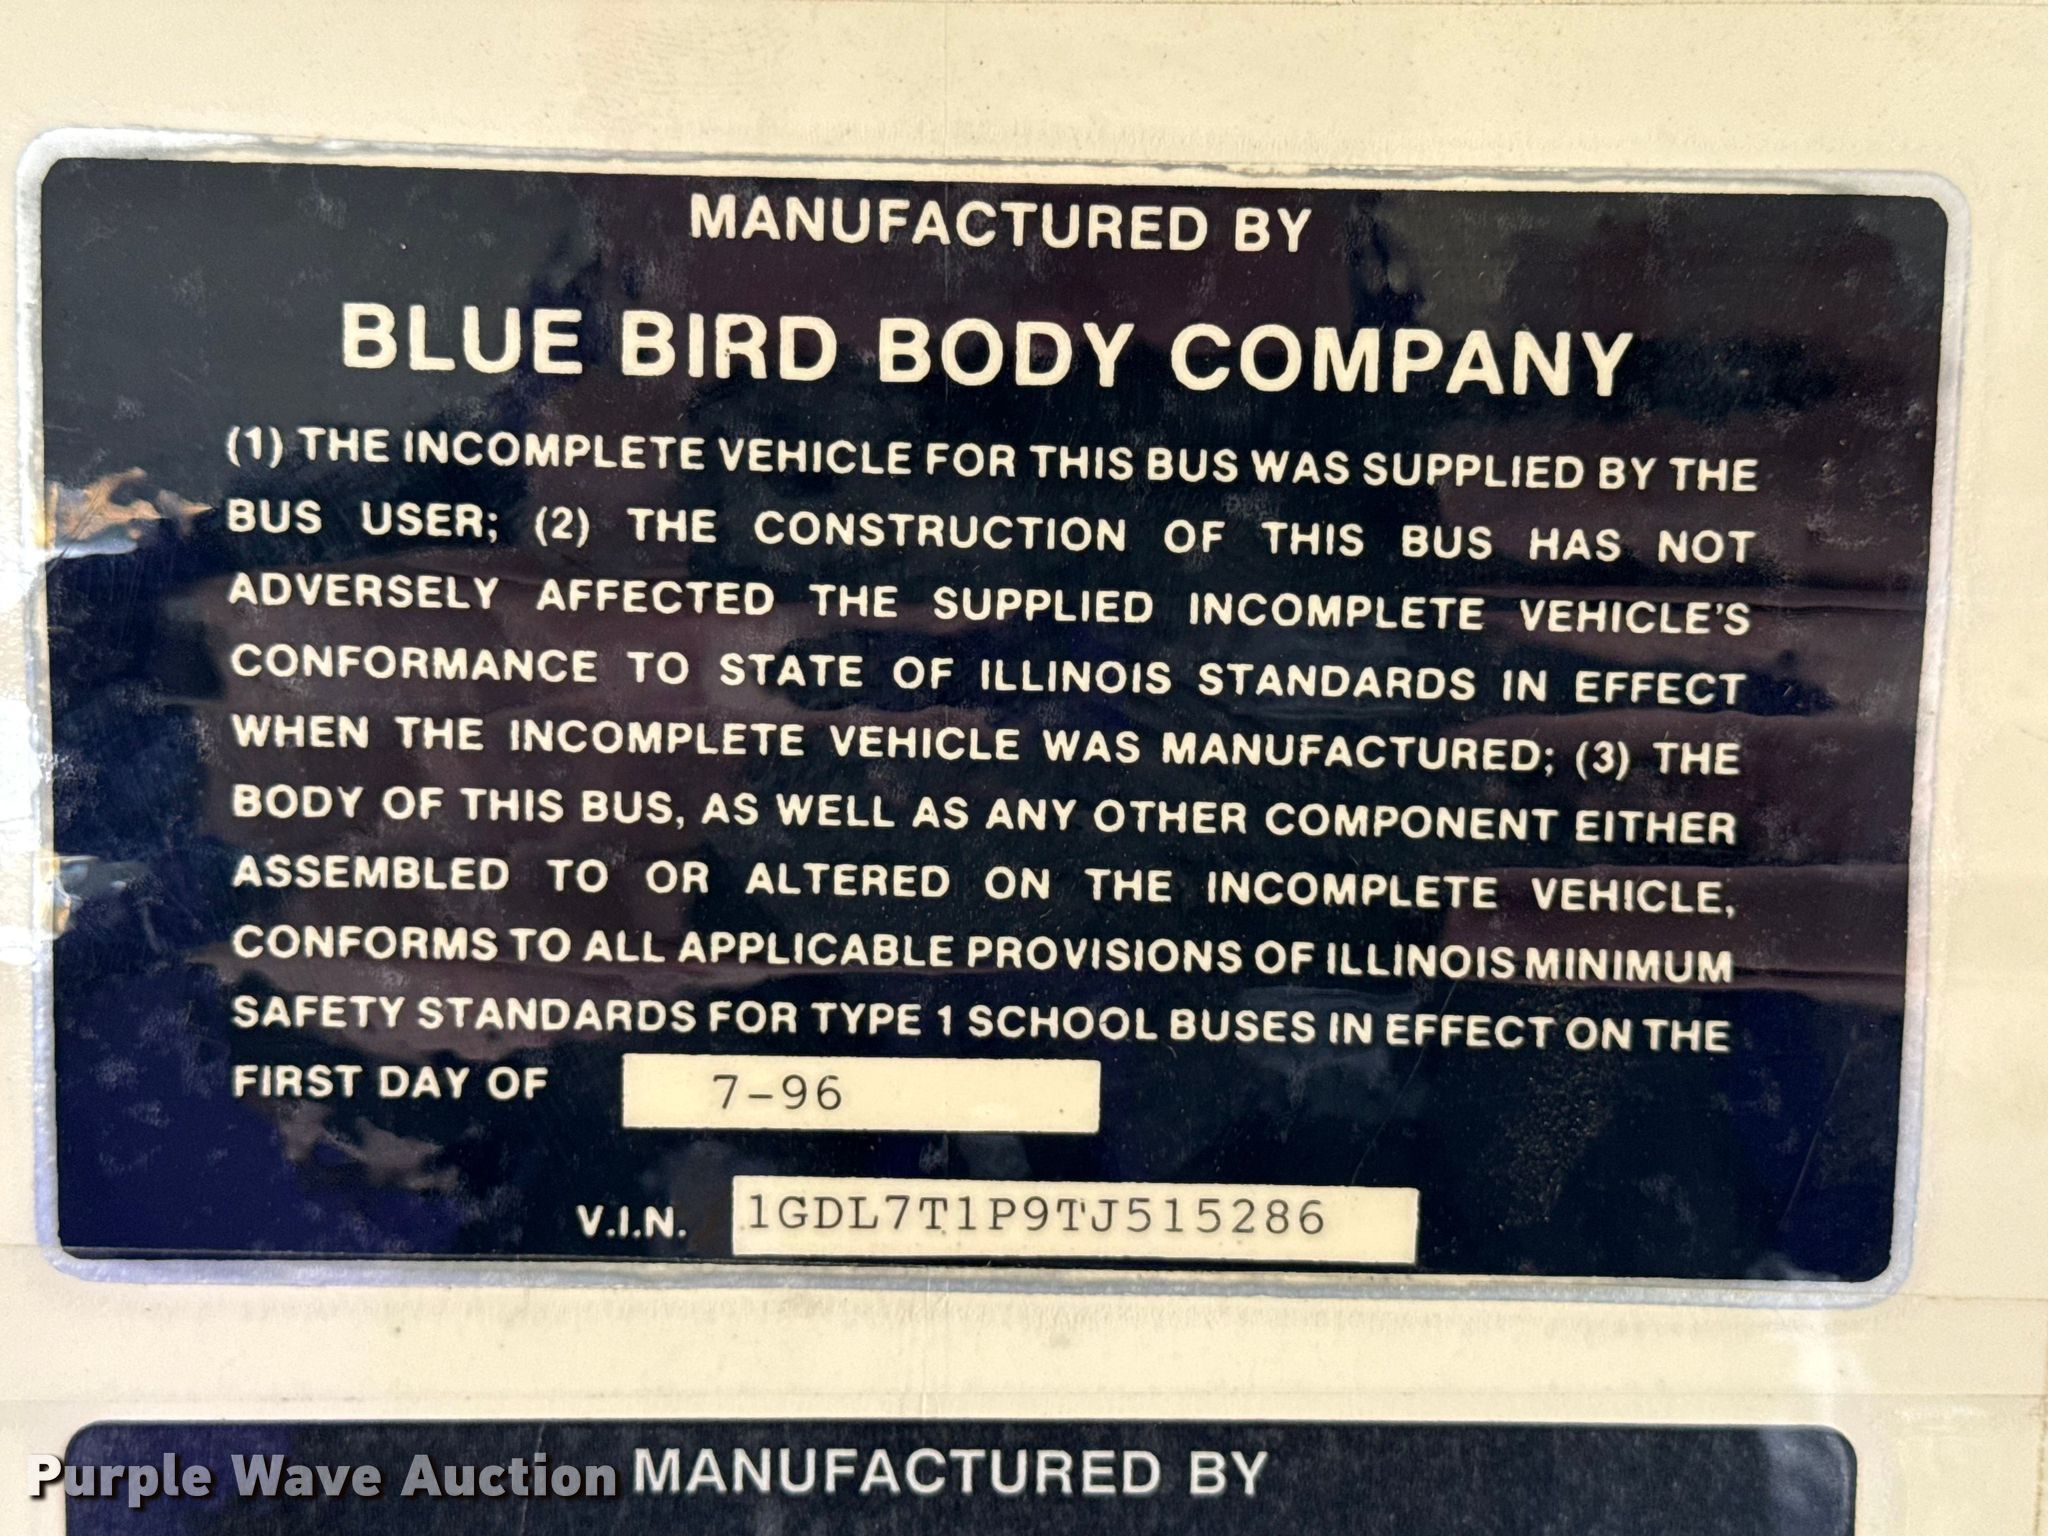 MANUFACTURED BY
BLUE BIRD BODY COMPANY
(1) THE INCOMPLETE VEHICLE FOR THIS BUS WAS SUPPLIED BY THE
BUS USER; (2) THE CONSTRUCTION OF THIS BUS HAS NOT
ADVERSELY AFFECTED THE SUPPLIED INCOMPLETE VEHICLE'S
CONFORMANCE TO STATE OF ILLINOIS STANDARDS IN EFFECT
WHEN THE INCOMPLETE VEHICLE WAS MANUFACTURED; (3) THE
BODY OF THIS BUS, AS WELL AS ANY OTHER COMPONENT EITHER
ASSEMBLED TO OR ALTERED ON THE INCOMPLETE VEHICLE,
CONFORMS TO ALL APPLICABLE PROVISIONS OF ILLINOIS MINIMUM
SAFETY STANDARDS FOR TYPE 1 SCHOOL BUSES IN EFFECT ON THE
FIRST DAY OF 7-96
V.I.N. 1GDL7T1P9TJ515286
MANUFACTURED BY
Purple Wave Auction